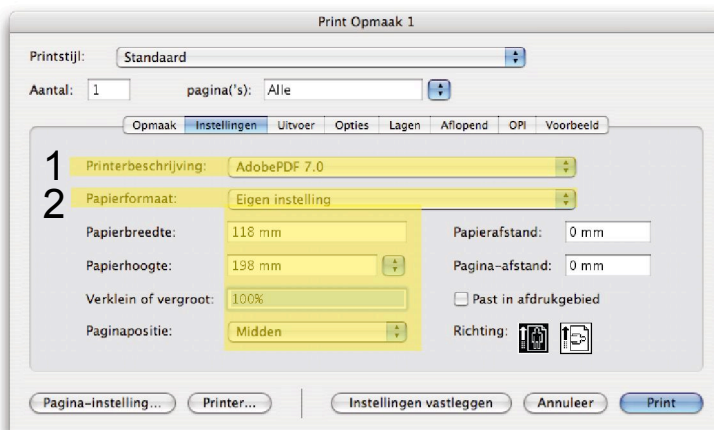 Print Opmaak 1
Printstijl: Standaard
Aantal: 1 pagina('s): Alle
Opmaak Instellingen Uitvoer Opties Lagen Aflopend OPI Voorbeeld
1 Printerbeschrijving: AdobePDF 7.0
2 Papierformaat: Eigen instelling
Papierbreedte: 118 mm Papierafstand: 0 mm
Papierhoogte: 198 mm Pagina-afstand: 0 mm
Verklein of vergroot: 100% Past in afdrukgebied
Paginapositie: Midden Richting:
Pagina-instelling... Printer... Instellingen vastleggen Annuleer Print